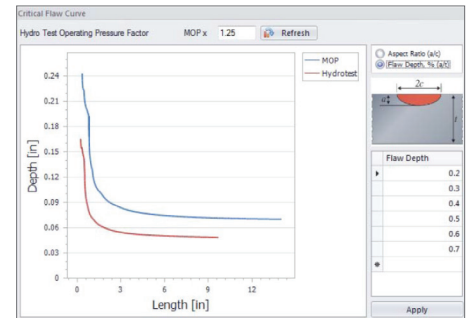 Critical Flaw Curve
Hydro Test Operating Pressure Factor MOP x 1.25 Refresh
MOP
Hydrotest
0.24
0.21
0.18
0.15
0.12
0.09
0.06
0.03
0
Depth [in]
0 3 6 9 12
Length [in]
Aspect Ratio (a/c)
Flaw Depth, % (a/t)
2c
a
t
Flaw Depth
0.2
0.3
0.4
0.5
0.6
0.7
Apply